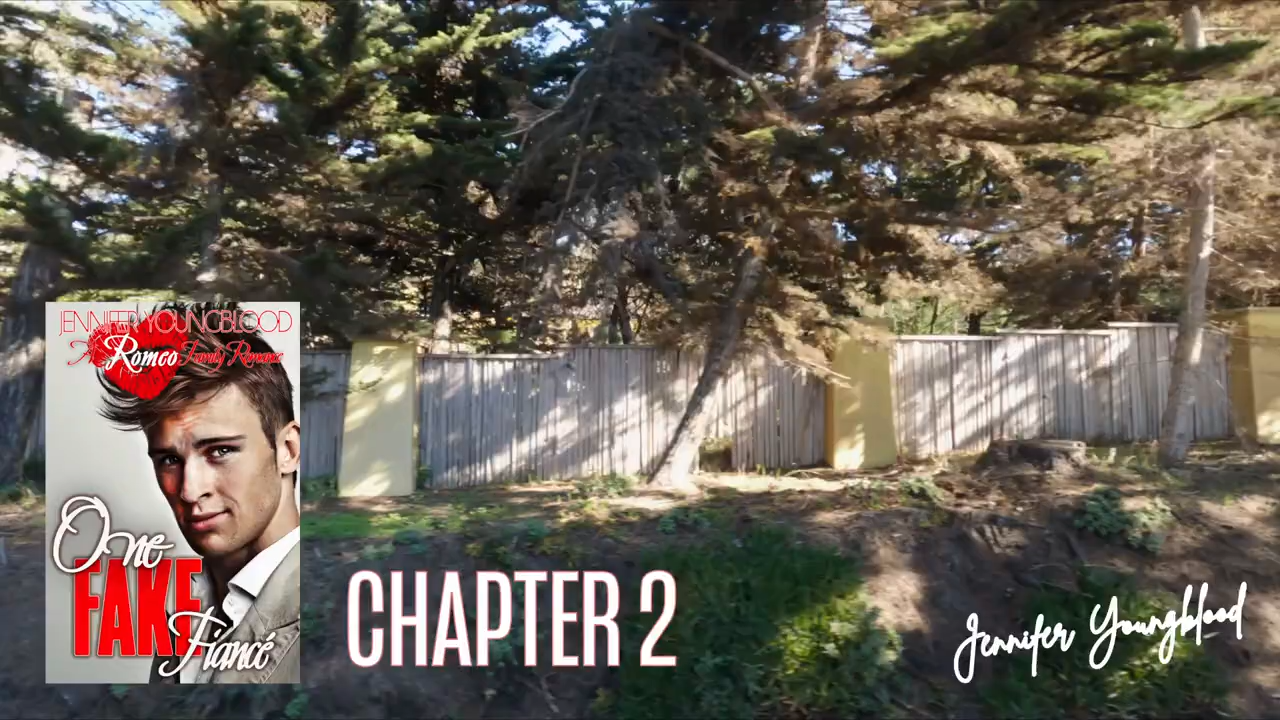 JENNIFER YOUNGBLOOD
A Romeo Family Romance
One
FAKE
Fiancé
CHAPTER 2
Jennifer Youngblood